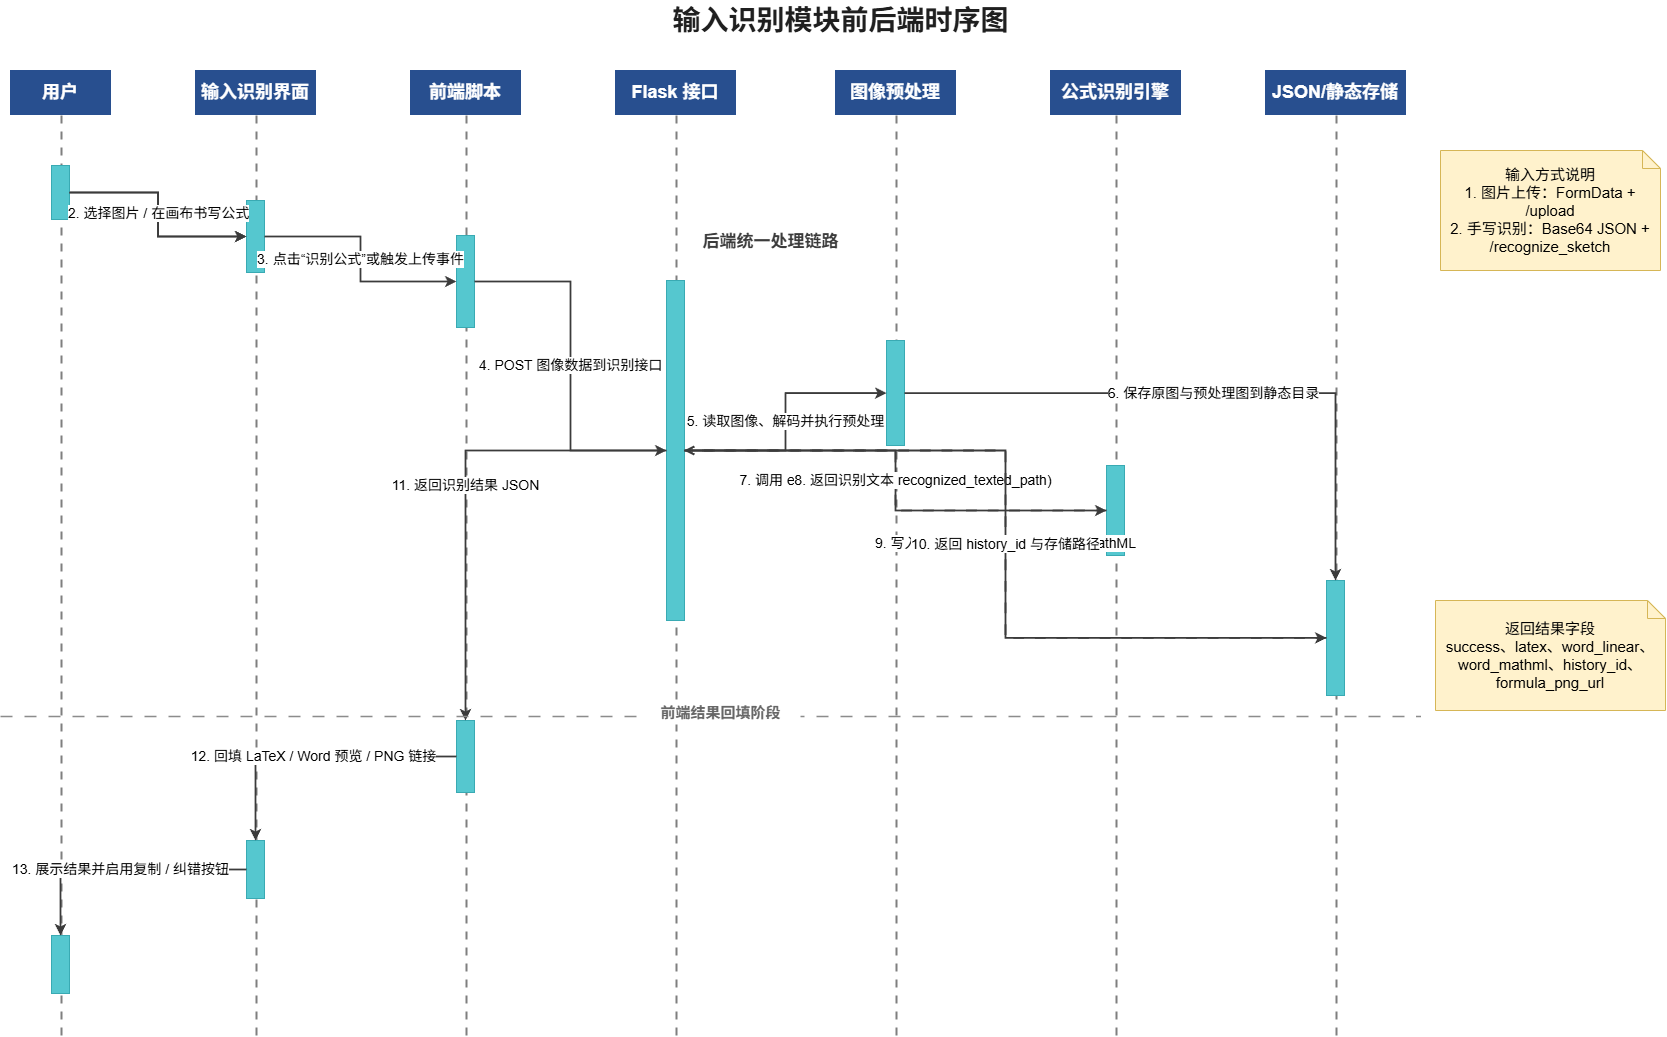 输入识别模块前后端时序图
用户
输入识别界面
前端脚本
Flask 接口
图像预处理
公式识别引擎
JSON/静态存储
输入方式说明
1. 图片上传：FormData +
/upload
2. 手写识别：Base64 JSON +
/recognize_sketch
2. 选择图片 / 在画布书写公式
后端统一处理链路
3. 点击“识别公式”或触发上传事件
4. POST 图像数据到识别接口
6. 保存原图与预处理图到静态目录
5. 读取图像、解码并执行预处理
7. 调用
8. 返回识别文本 recognized_text
ed_path)
11. 返回识别结果 JSON
9. 写
10. 返回 history_id 与存储路径
athML
返回结果字段
success、latex、word_linear、
word_mathml、history_id、
formula_png_url
前端结果回填阶段
12. 回填 LaTeX / Word 预览 / PNG 链接
13. 展示结果并启用复制 / 纠错按钮